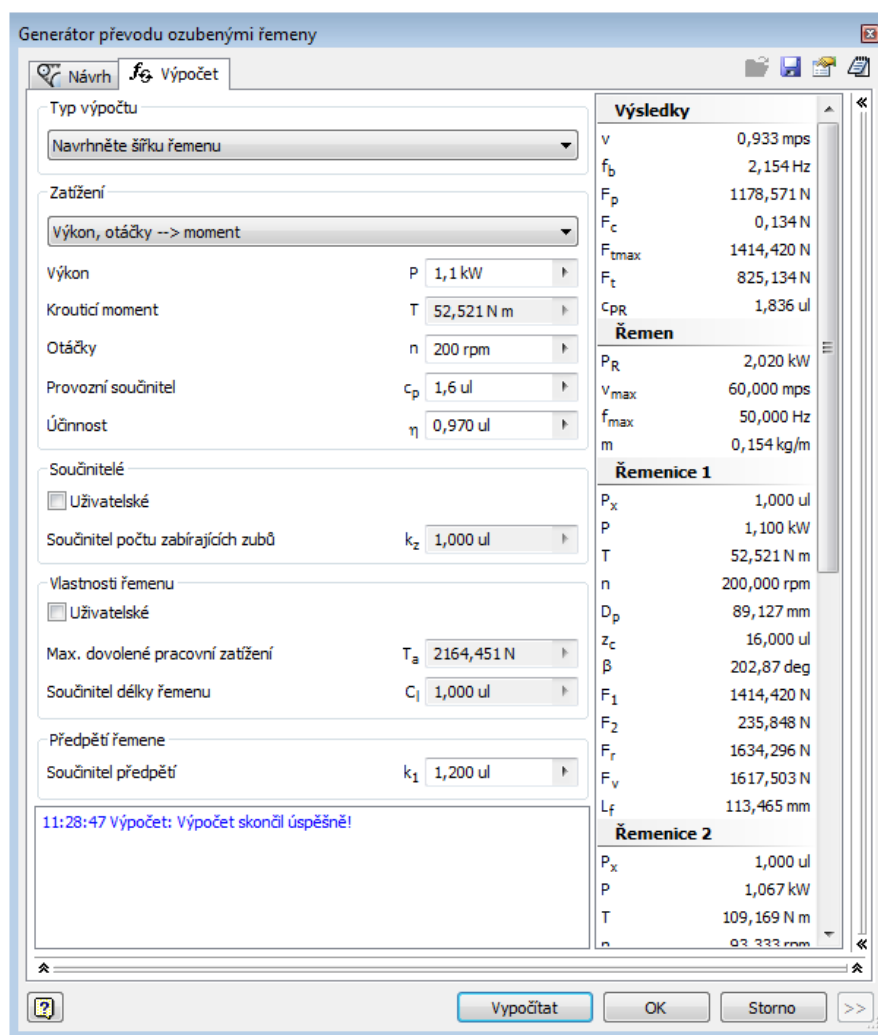 Generátor převodu ozubenými řemeny
Návrh
Výpočet
Typ výpočtu
Navrhněte šířku řemenu
Zatížení
Výkon, otáčky --> moment
Výkon P 1,1 kW
Krouticí moment T 52,521 N m
Otáčky n 200 rpm
Provozní součinitel cp 1,6 ul
Účinnost η 0,970 ul
Součinitelé
Uživatelské
Součinitel počtu zabírajících zubů kz 1,000 ul
Vlastnosti řemenu
Uživatelské
Max. dovolené pracovní zatížení Ta 2164,451 N
Součinitel délky řemenu Cl 1,000 ul
Předpětí řemene
Součinitel předpětí k1 1,200 ul
11:28:47 Výpočet: Výpočet skončil úspěšně!
Výsledky
v 0,933 mps
fb 2,154 Hz
Fp 1178,571 N
Fc 0,134 N
Ftmax 1414,420 N
Ft 825,134 N
cPR 1,836 ul
Řemen
PR 2,020 kW
vmax 60,000 mps
fmax 50,000 Hz
m 0,154 kg/m
Řemenice 1
Px 1,000 ul
P 1,100 kW
T 52,521 N m
n 200,000 rpm
Dp 89,127 mm
zc 16,000 ul
β 202,87 deg
F1 1414,420 N
F2 235,848 N
Fr 1634,296 N
Fv 1617,503 N
Lf 113,465 mm
Řemenice 2
Px 1,000 ul
P 1,067 kW
T 109,169 N m
n 93,333 rpm
Vypočítat
OK
Storno
>>